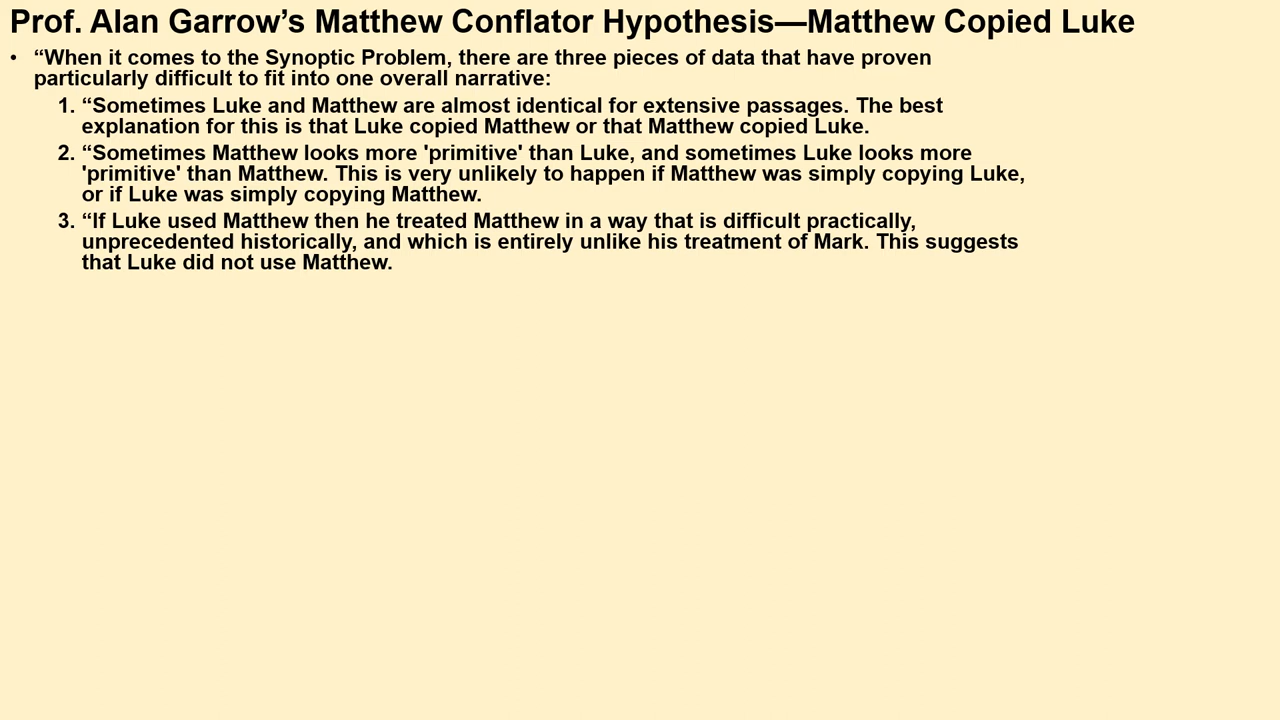 Prof. Alan Garrow’s Matthew Conflator Hypothesis—Matthew Copied Luke
• “When it comes to the Synoptic Problem, there are three pieces of data that have proven
particularly difficult to fit into one overall narrative:
1. “Sometimes Luke and Matthew are almost identical for extensive passages. The best
explanation for this is that Luke copied Matthew or that Matthew copied Luke.
2. “Sometimes Matthew looks more 'primitive' than Luke, and sometimes Luke looks more
'primitive' than Matthew. This is very unlikely to happen if Matthew was simply copying Luke,
or if Luke was simply copying Matthew.
3. “If Luke used Matthew then he treated Matthew in a way that is difficult practically,
unprecedented historically, and which is entirely unlike his treatment of Mark. This suggests
that Luke did not use Matthew.